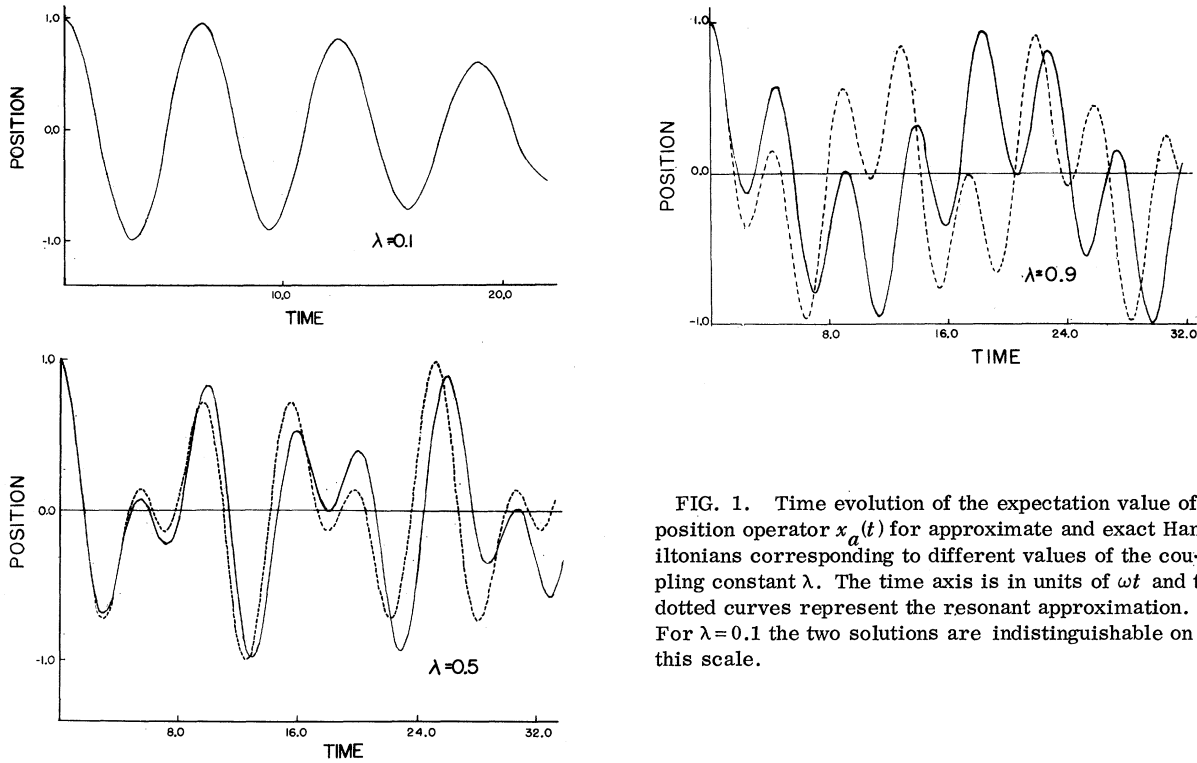 1.0
0.0
-1.0
POSITION
λ=0.1
10.0
20.0
TIME
1.0
0.0
-1.0
POSITION
λ=0.9
8.0
16.0
24.0
32.0
TIME
1.0
0.0
-1.0
POSITION
λ=0.5
8.0
16.0
24.0
32.0
TIME
FIG. 1. Time evolution of the expectation value of
position operator xₐ(t) for approximate and exact Ham
iltonians corresponding to different values of the cou-
pling constant λ. The time axis is in units of ωt and t
dotted curves represent the resonant approximation.
For λ=0.1 the two solutions are indistinguishable on
this scale.